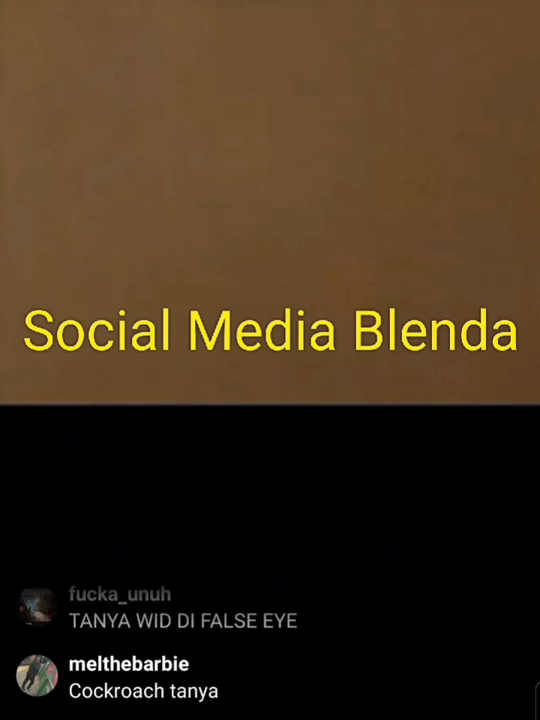 Social Media Blenda
fucka_unuh
TANYA WID DI FALSE EYE
melthebarbie
Cockroach tanya